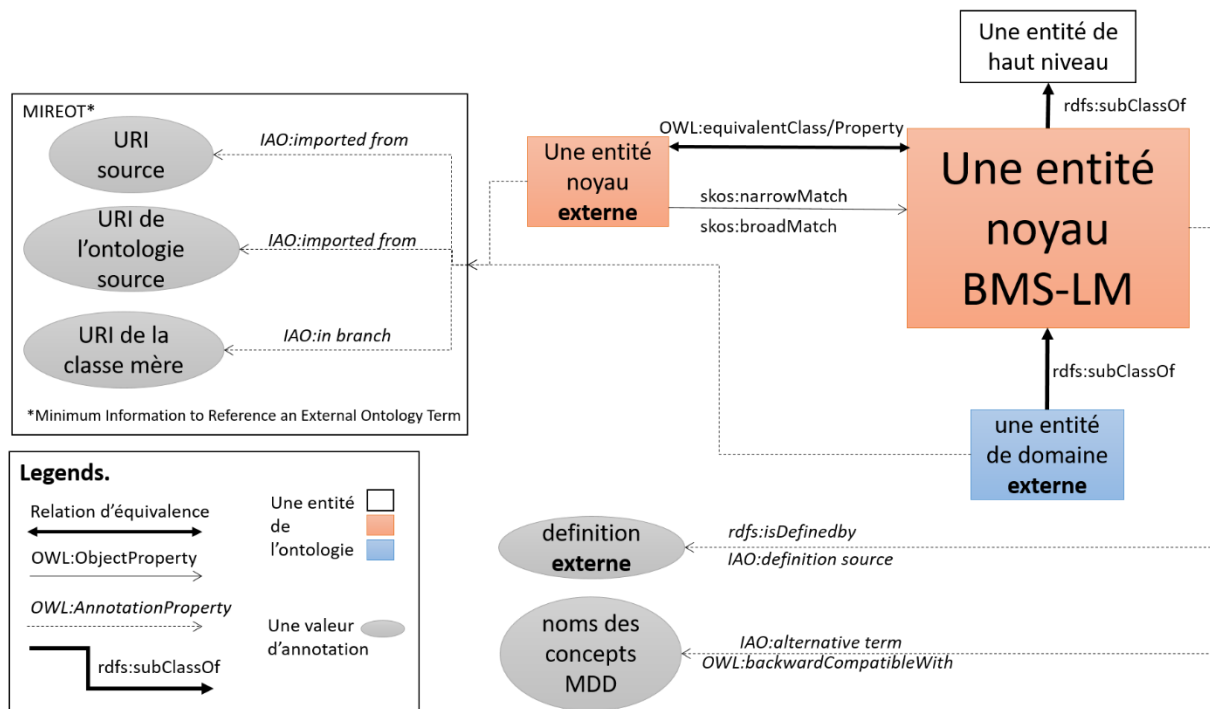 Une entité de
haut niveau
rdfs:subClassOf
MIREOT*
URI
source
IAO:imported from
URI de
l'ontologie
source
IAO:imported from
URI de la
classe mère
IAO:in branch
*Minimum Information to Reference an External Ontology Term
Une entité
noyau
externe
OWL:equivalentClass/Property
skos:narrowMatch
skos:broadMatch
Une entité
noyau
BMS-LM
rdfs:subClassOf
une entité
de domaine
externe
Legends.
Relation d'équivalence
OWL:ObjectProperty
OWL:AnnotationProperty
rdfs:subClassOf
Une entité
de
l'ontologie
Une valeur
d'annotation
definition
externe
rdfs:isDefinedby
IAO:definition source
noms des
concepts
MDD
IAO:alternative term
OWL:backwardCompatibleWith